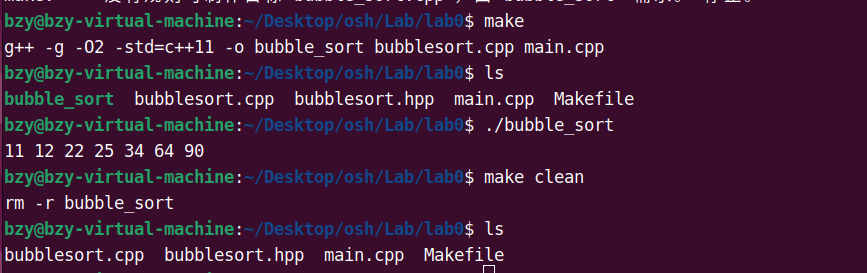 bzy@bzy-virtual-machine:~/Desktop/osh/Lab/lab0$ make
g++ -g -O2 -std=c++11 -o bubble_sort bubblesort.cpp main.cpp
bzy@bzy-virtual-machine:~/Desktop/osh/Lab/lab0$ ls
bubble_sort bubblesort.cpp bubblesort.hpp main.cpp Makefile
bzy@bzy-virtual-machine:~/Desktop/osh/Lab/lab0$ ./bubble_sort
11 12 22 25 34 64 90
bzy@bzy-virtual-machine:~/Desktop/osh/Lab/lab0$ make clean
rm -r bubble_sort
bzy@bzy-virtual-machine:~/Desktop/osh/Lab/lab0$ ls
bubblesort.cpp bubblesort.hpp main.cpp Makefile